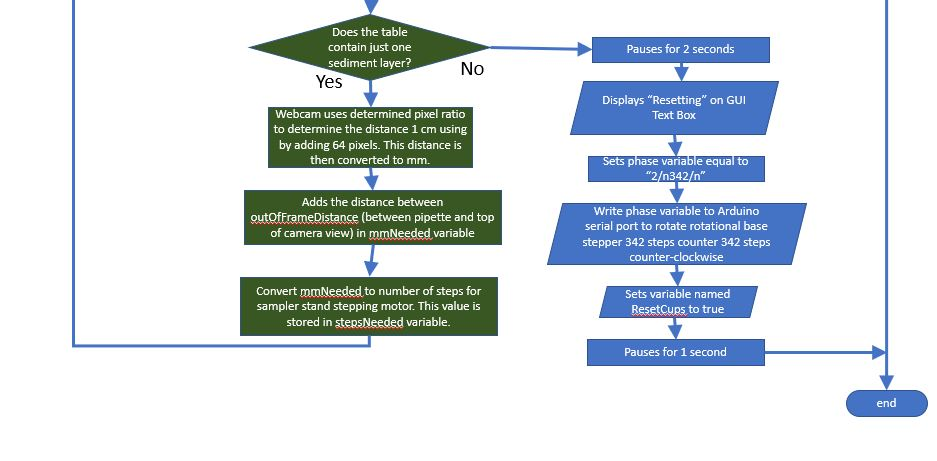 Does the table
contain just one
sediment layer?
Yes
No
Webcam uses determined pixel ratio
to determine the distance 1 cm using
by adding 64 pixels. This distance is
then converted to mm.
Adds the distance between
outOfFrameDistance (between pipette and top
of camera view) in mmNeeded variable
Convert mmNeeded to number of steps for
sampler stand stepping motor. This value is
stored in stepsNeeded variable.
Pauses for 2 seconds
Displays “Resetting” on GUI
Text Box
Sets phase variable equal to
“2/n342/n”
Write phase variable to Arduino
serial port to rotate rotational base
stepper 342 steps counter 342 steps
counter-clockwise
Sets variable named
ResetCups to true
Pauses for 1 second
end